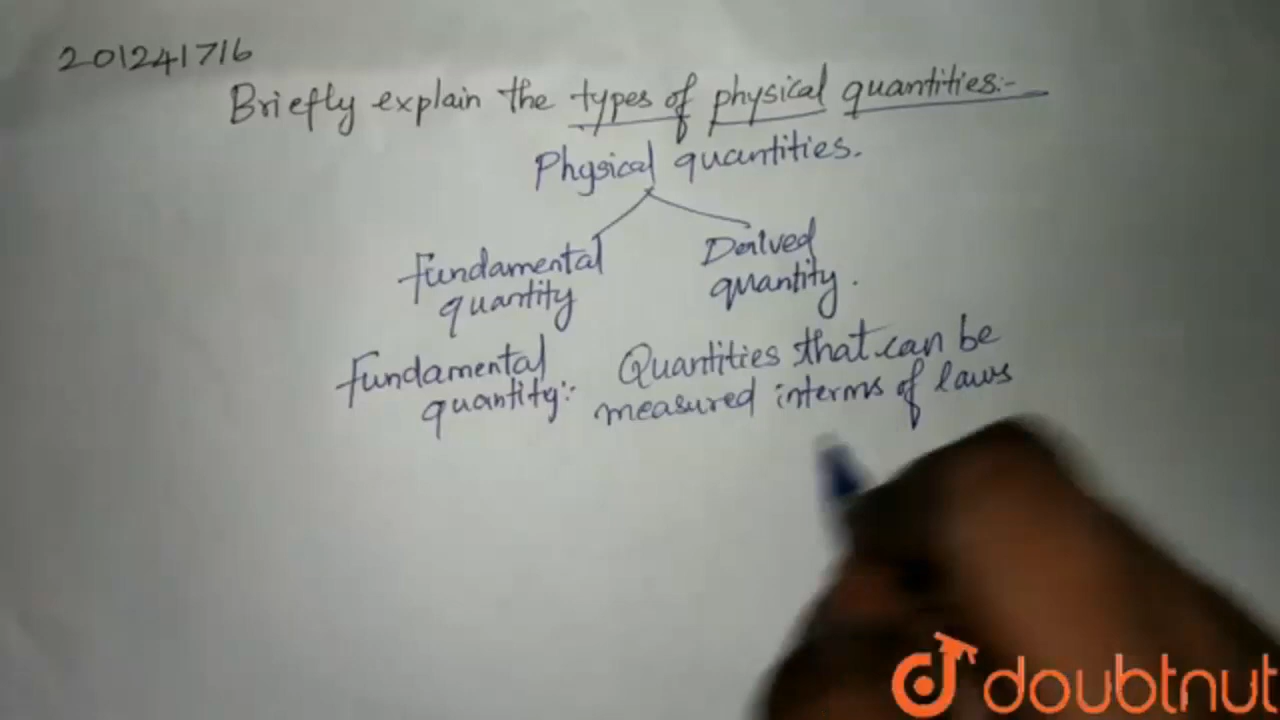 201241716
Briefly explain the types of physical quantities:-
Physical quantities.
Fundamental quantity
Derived quantity.
Fundamental quantity:- Quantities that can be
measured interms of laws
doubtnut